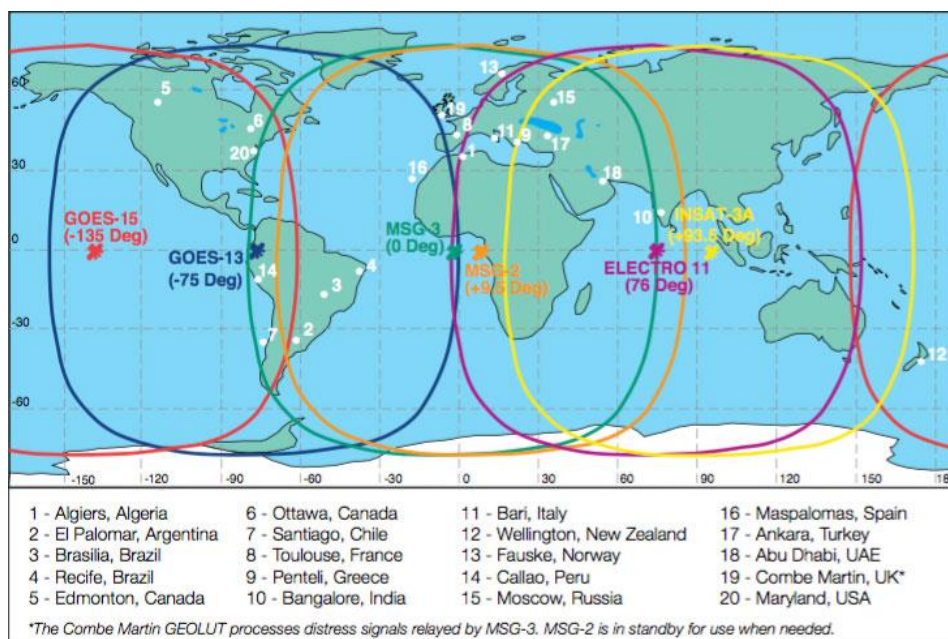 60
30
0
-30
-60
-150
-120
-90
-60
-30
0
30
60
90
120
150
5
6
20
13
19
8
1
11
9
15
17
16
18
10
GOES-15
(-135 Deg)
GOES-13
(-75 Deg)
MSG-3
(0 Deg)
MSG-2
(+9.5 Deg)
ELECTRO 11
(76 Deg)
INSAT-3A
(+93.5 Deg)
14
4
3
7
2
12
1 - Algiers, Algeria
2 - El Palomar, Argentina
3 - Brasilia, Brazil
4 - Recife, Brazil
5 - Edmonton, Canada
6 - Ottawa, Canada
7 - Santiago, Chile
8 - Toulouse, France
9 - Penteli, Greece
10 - Bangalore, India
11 - Bari, Italy
12 - Wellington, New Zealand
13 - Fauske, Norway
14 - Callao, Peru
15 - Moscow, Russia
16 - Maspalomas, Spain
17 - Ankara, Turkey
18 - Abu Dhabi, UAE
19 - Combe Martin, UK*
20 - Maryland, USA
*The Combe Martin GEOLUT processes distress signals relayed by MSG-3. MSG-2 is in standby for use when needed.